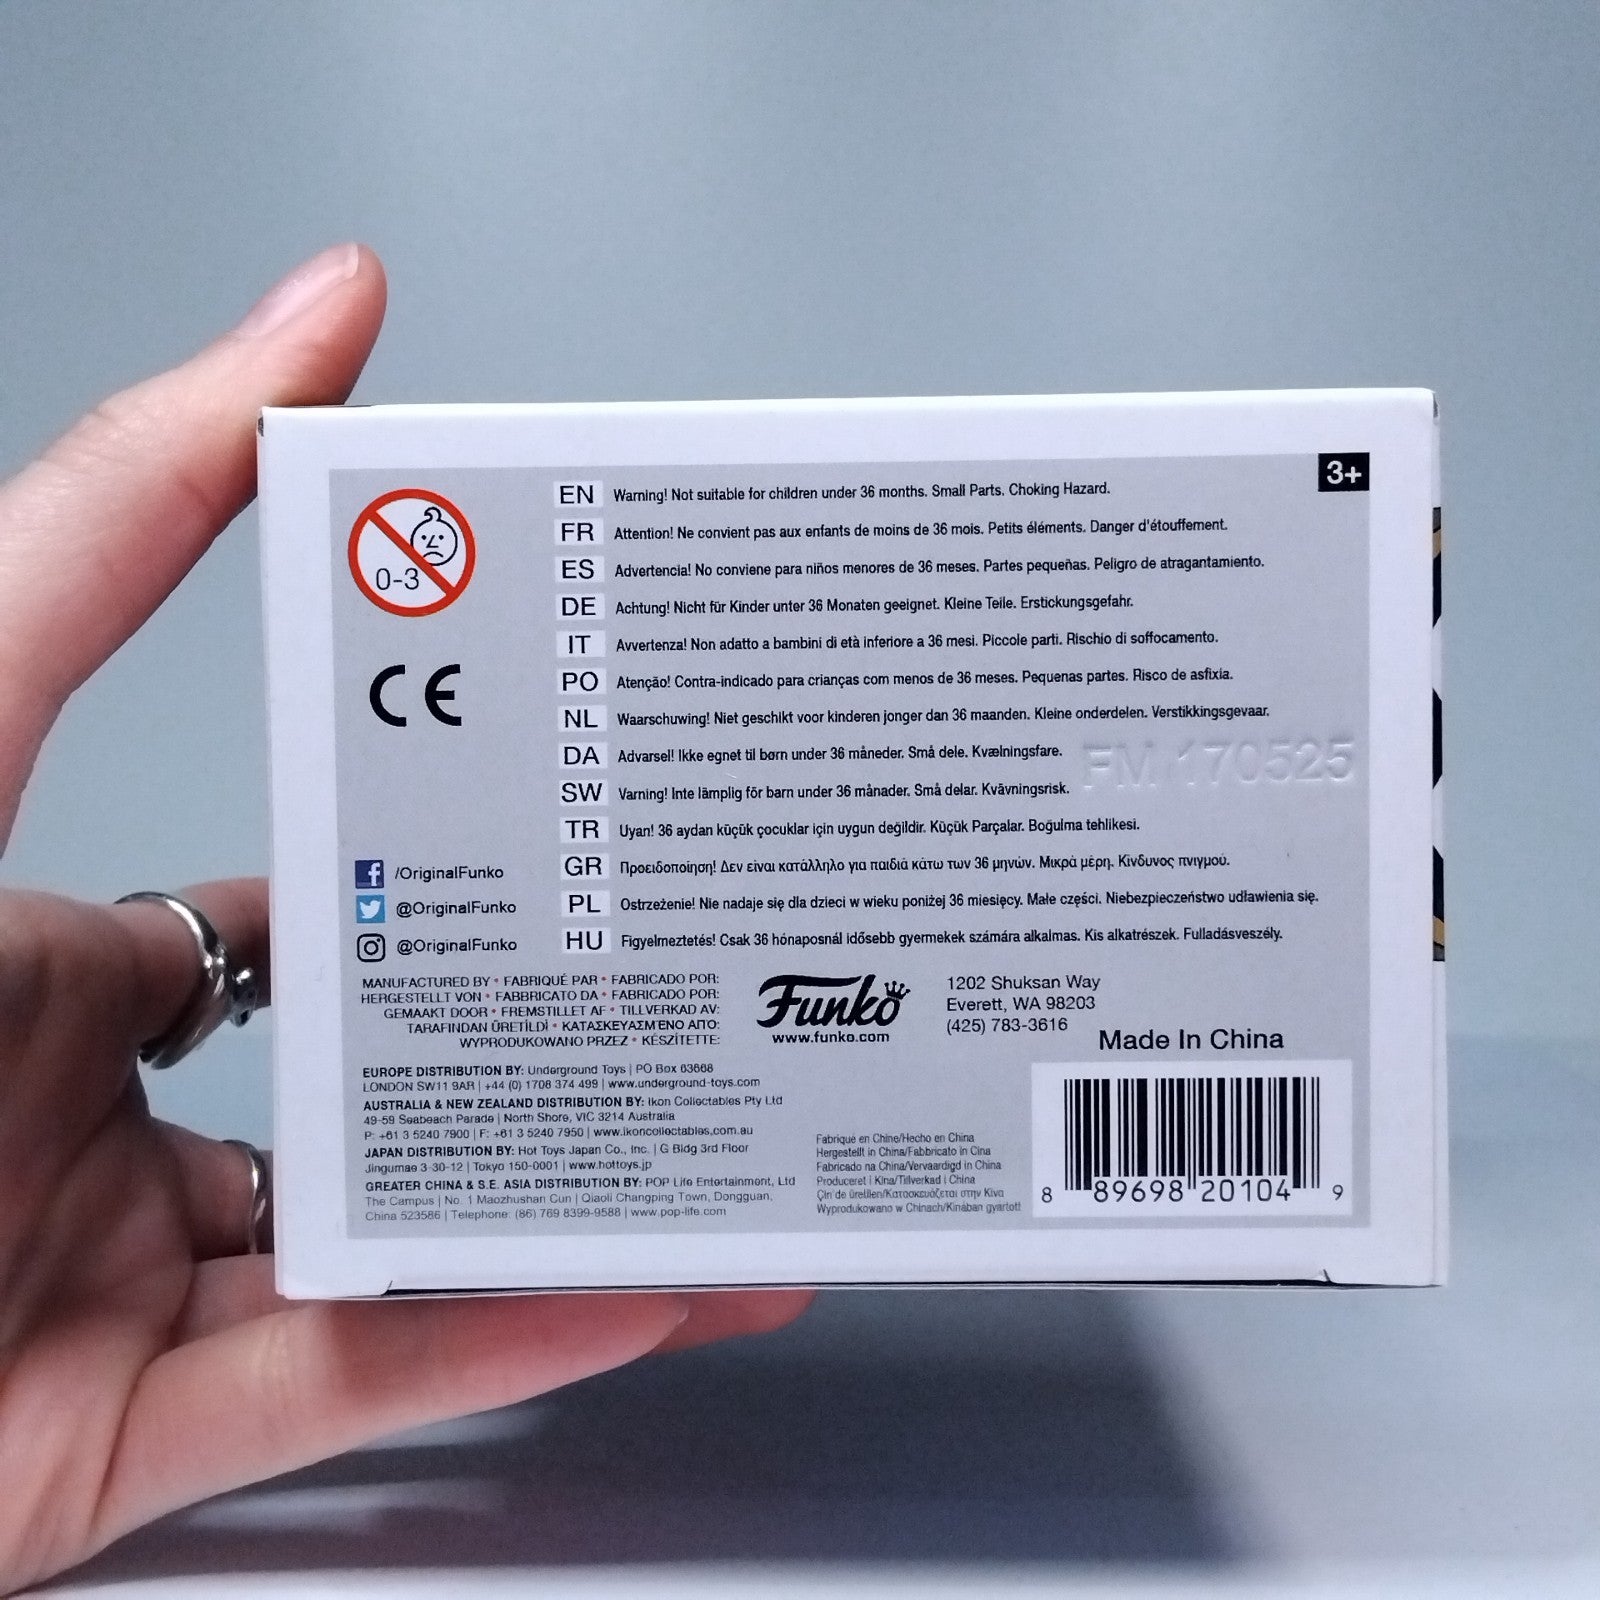 3+
0-3
CE
EN Warning! Not suitable for children under 36 months. Small Parts. Choking Hazard.
FR Attention! Ne convient pas aux enfants de moins de 36 mois. Petits éléments. Danger d'étouffement.
ES Advertencia! No conviene para niños menores de 36 meses. Partes pequeñas. Peligro de atragantamiento.
DE Achtung! Nicht für Kinder unter 36 Monaten geeignet. Kleine Teile. Erstickungsgefahr.
IT Avvertenza! Non adatto a bambini di età inferiore a 36 mesi. Piccole parti. Rischio di soffocamento.
PO Atenção! Contra-indicado para crianças com menos de 36 meses. Pequenas partes. Risco de asfixia.
NL Waarschuwing! Niet geschikt voor kinderen jonger dan 36 maanden. Kleine onderdelen. Verstikkingsgevaar.
DA Advarsel! Ikke egnet til børn under 36 måneder. Små dele. Kvælningsfare.
FM 170525
SW Varning! Inte lämplig för barn under 36 månader. Små delar. Kvävningsrisk.
TR Uyan! 36 aydan küçük çocuklar için uygun değildir. Küçük Parçalar. Boğulma tehlikesi.
GR Προειδοποίηση! Δεν είναι κατάλληλο για παιδιά κάτω των 36 μηνών. Μικρά μέρη. Κίνδυνος πνιγμού.
PL Ostrzeżenie! Nie nadaje się dla dzieci w wieku poniżej 36 miesięcy. Małe części. Niebezpieczeństwo udławienia się.
HU Figyelmeztetés! Csak 36 hónaposnál idősebb gyermekek számára alkalmas. Kis alkatrészek. Fulladásveszély.
/OriginalFunko
@OriginalFunko
@OriginalFunko
MANUFACTURED BY • FABRIQUÉ PAR • FABRICADO POR:
HERGESTELLT VON • FABBRICATO DA • FABRICADO POR:
GEMAAKT DOOR • FREMSTILLET AF • TILLVERKAD AV:
TARAFINDAN ÜRETİLDİ • ΚΑΤΑΣΚΕΥΑΣΜΈΝΟ ΑΠΟ:
WYPRODUKOWANO PRZEZ • KÉSZÍTETTE:
Funko
www.funko.com
1202 Shuksan Way
Everett, WA 98203
(425) 783-3616
Made In China
EUROPE DISTRIBUTION BY: Underground Toys | PO Box 63668
LONDON SW11 9AR | +44 (0) 1708 374 499 | www.underground-toys.com
AUSTRALIA & NEW ZEALAND DISTRIBUTION BY: Ikon Collectables Pty Ltd
49-59 Seabeach Parade | North Shore, VIC 3214 Australia
P: +61 3 5240 7900 | F: +61 3 5240 7950 | www.ikoncollectables.com.au
JAPAN DISTRIBUTION BY: Hot Toys Japan Co., Inc. | G Bldg 3rd Floor
Jingumae 3-30-12 | Tokyo 150-0001 | www.hottoys.jp
GREATER CHINA & S.E. ASIA DISTRIBUTION BY: POP Life Entertainment, Ltd
The Campus | No. 1 Maozhushan Cun | Qiaoli Changping Town, Dongguan,
China 523586 | Telephone: (86) 769 8399-9588 | www.pop-life.com
Fabriqué en Chine/Hecho en China
Hergestellt in China/Fabbricato in Cina
Fabricado na China/Vervaardigd in China
Produceret i Kina/Tillverkad i China
Çin de üretilen/Κατασκευάζεται στην Κίνα
Wyprodukowano w Chinach/Kínában gyártott
8 89698 20104 9